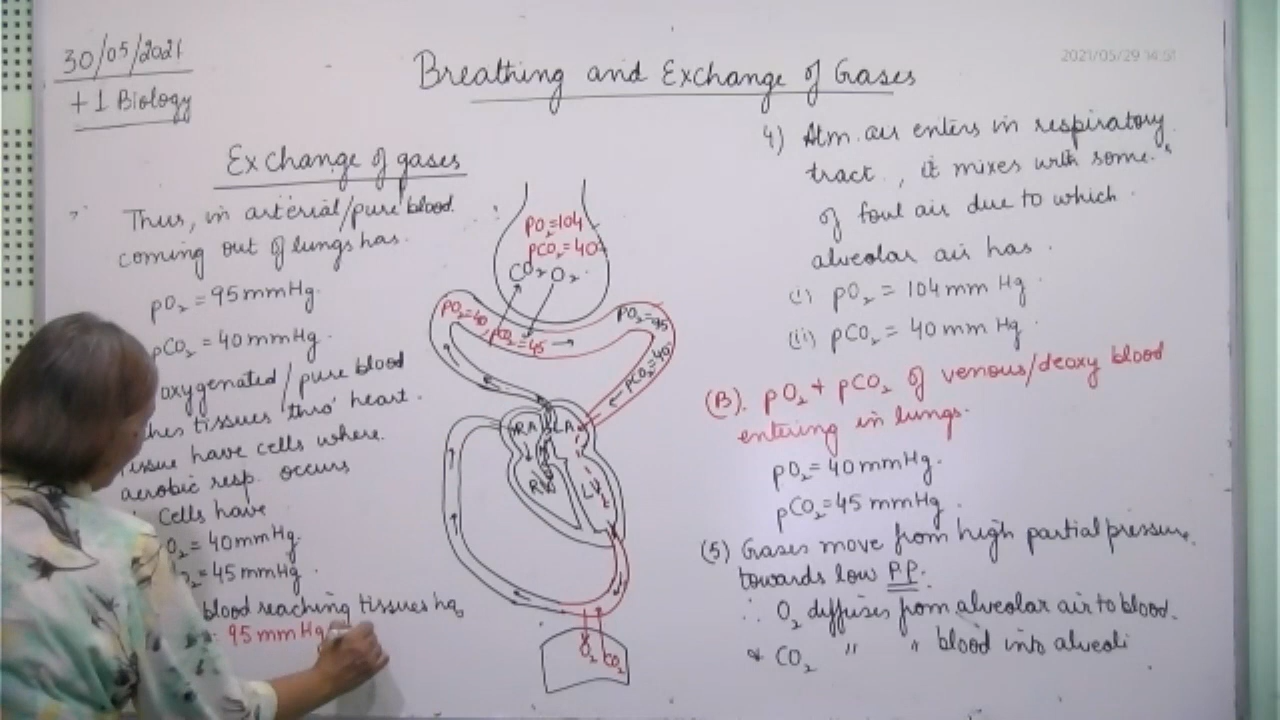 30/05/2021
+1 Biology
Breathing and Exchange of Gases
2021/05/29 14:51
Exchange of gases
Thus, in arterial/pure blood
coming out of lungs has.
pO₂ = 95 mmHg.
pCO₂ = 40 mmHg.
oxygenated/pure blood
tissues thro' heart.
tissue have cells where
aerobic resp. occurs
Cells have
O₂ = 40 mmHg.
= 45 mmHg.
blood reaching tissues
95 mmHg
PO₂=104
pCO₂=40
CO₂ O₂
pO₂=40,
pCO₂=45
pO₂=95
pCO₂=40
RA
LA
LV
O₂ CO₂
4) Atm. air enters in respiratory
tract, it mixes with some
of foul air due to which
alveolar air has.
(i) pO₂ = 104 mm Hg
(ii) pCO₂ = 40 mm Hg
(B). pO₂ + pCO₂ of venous/deoxy blood
entering in lungs.
pO₂ = 40 mmHg.
pCO₂ = 45 mmHg.
(5) Gases move from high partial pressure
towards low P.P.
∴ O₂ diffuses from alveolar air to blood.
CO₂ " " blood into alveoli